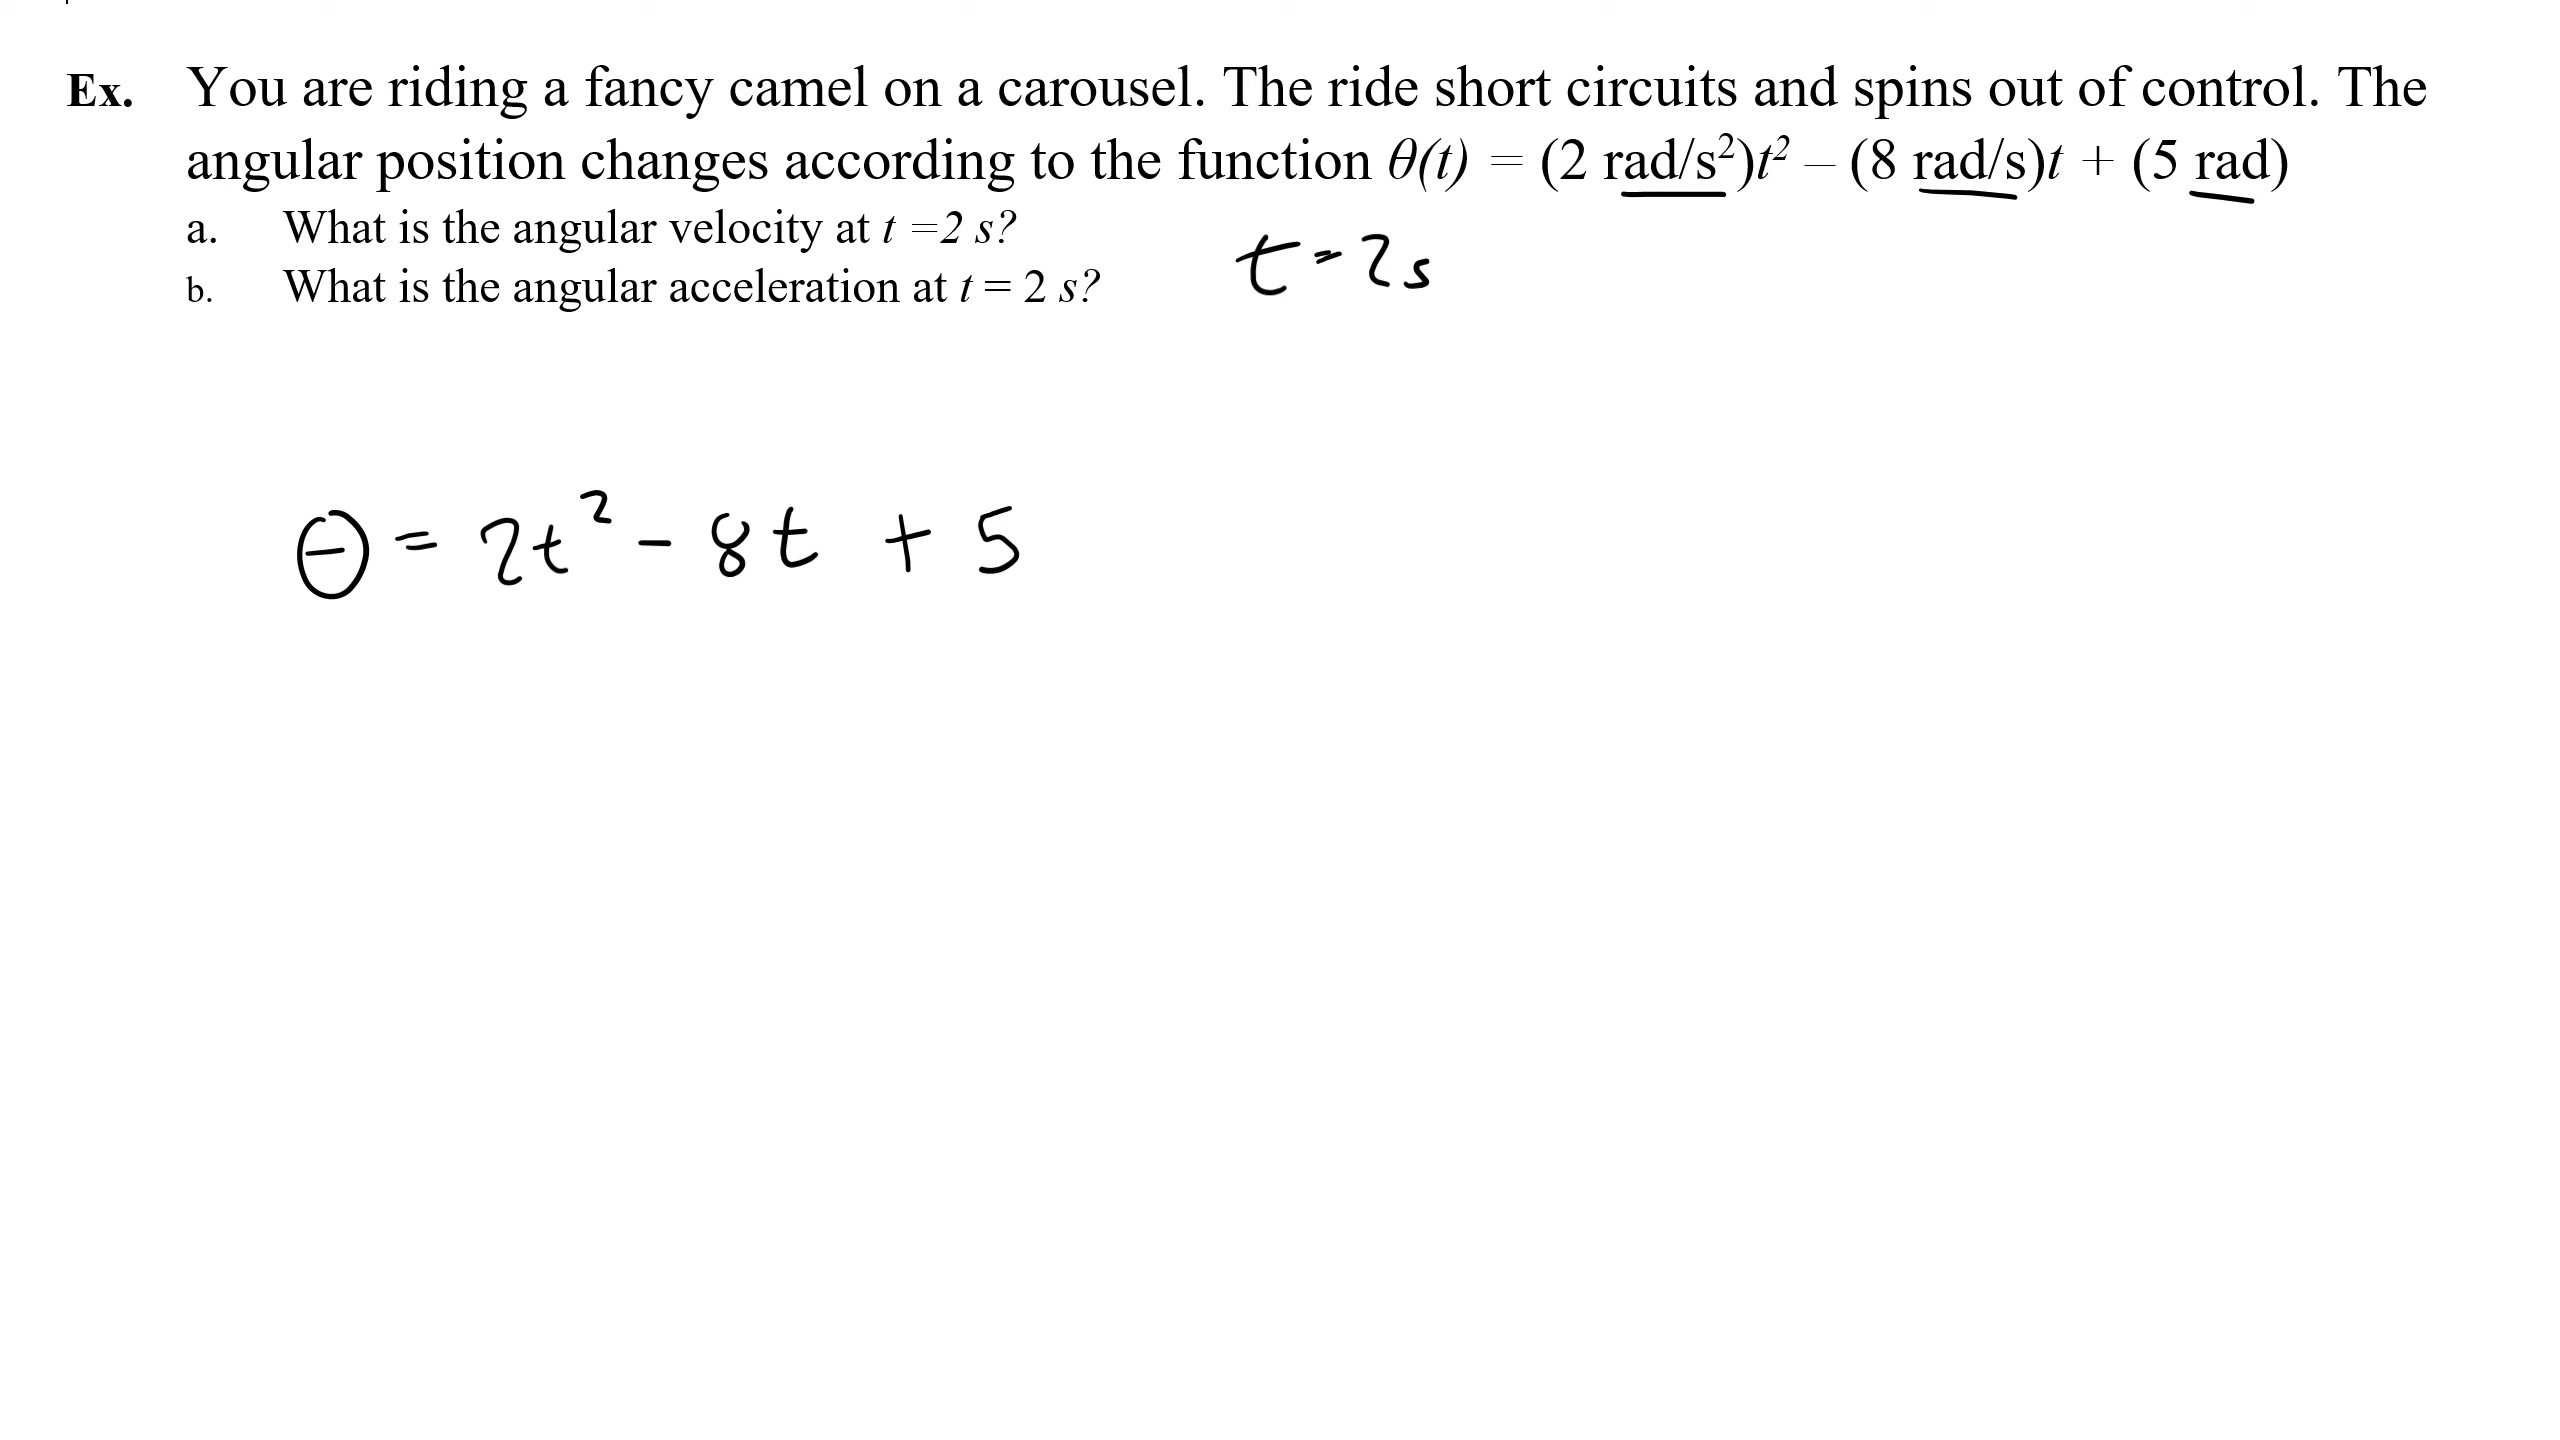 Ex. You are riding a fancy camel on a carousel. The ride short circuits and spins out of control. The
angular position changes according to the function θ(t) = (2 rad/s²)t² – (8 rad/s)t + (5 rad)
a. What is the angular velocity at t =2 s?
b. What is the angular acceleration at t = 2 s?
t = 2s
θ = 2t² - 8t + 5